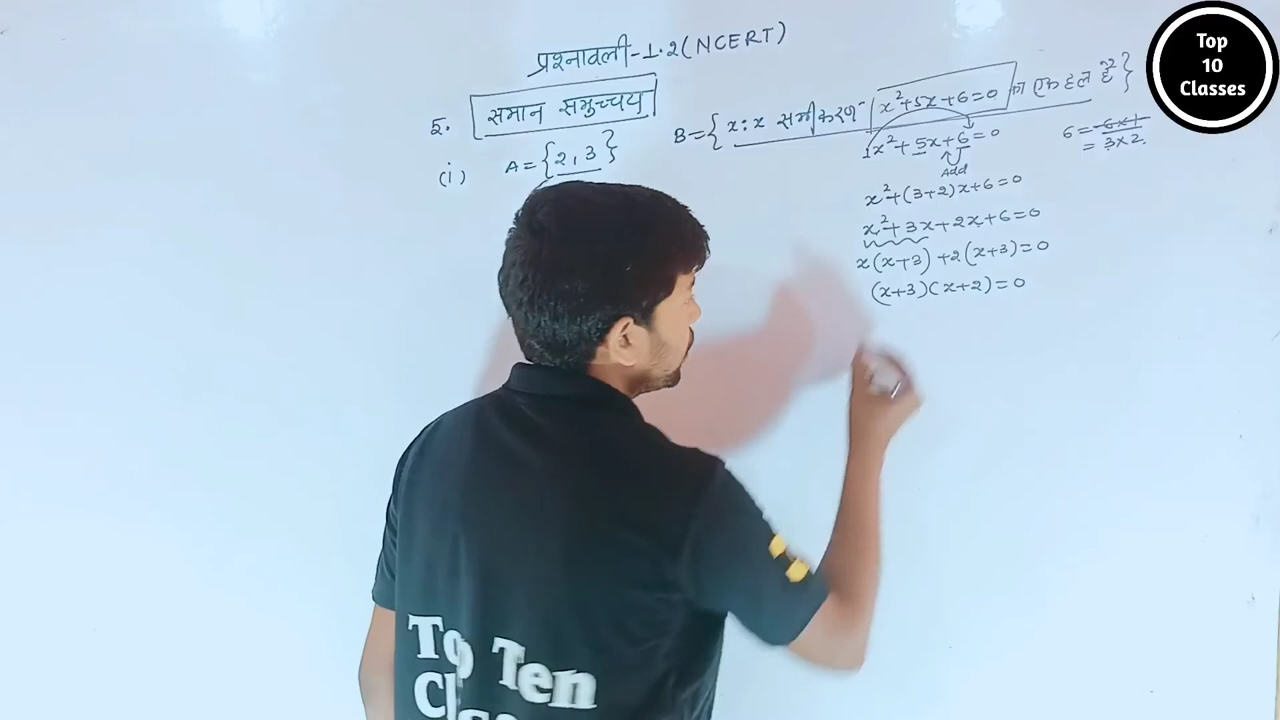 प्रश्नावली-1.2(NCERT)
Top
10
Classes
5. समान समुच्चय
(i) A={2,3}
B={x:x समीकरण x²+5x+6=0 का एक हल है}
1x²+5x+6=0
Add
6=6×1
=3×2
x²+(3+2)x+6=0
x²+3x+2x+6=0
x(x+3)+2(x+3)=0
(x+3)(x+2)=0
Top Ten